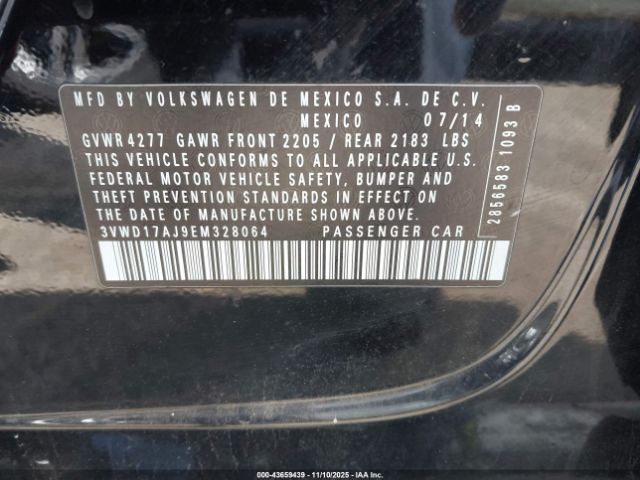 MFD BY VOLKSWAGEN DE MEXICO S.A. DE C.V.
MEXICO 07/14
GVWR 4277 GAWR FRONT 2205 / REAR 2183 LBS
THIS VEHICLE CONFORMS TO ALL APPLICABLE U.S.
FEDERAL MOTOR VEHICLE SAFETY, BUMPER AND
THEFT PREVENTION STANDARDS IN EFFECT ON
THE DATE OF MANUFACTURE SHOWN ABOVE.
3VWD17AJ9EM328064 PASSENGER CAR
2856583 1093 B
000-43659439 - 11/10/2025 - IAA Inc.